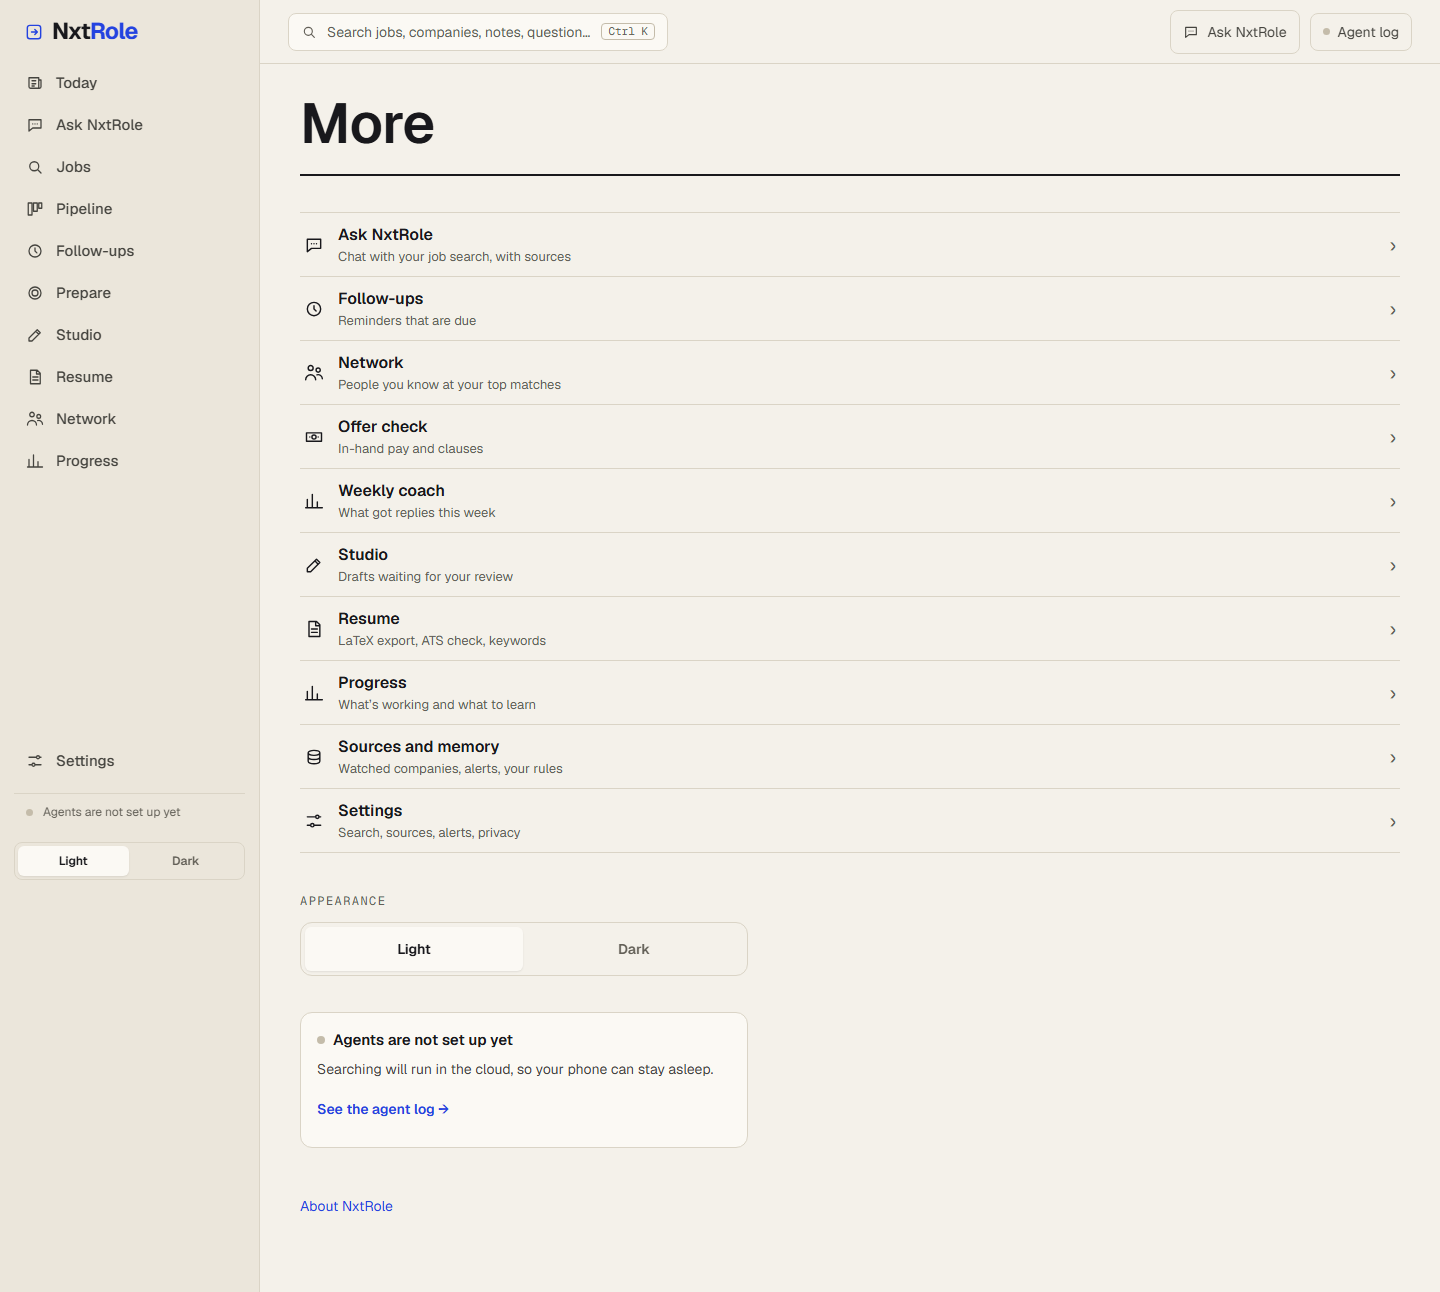 NxtRole
Today
Ask NxtRole
Jobs
Pipeline
Follow-ups
Prepare
Studio
Resume
Network
Progress
Settings
Agents are not set up yet
Light Dark
Search jobs, companies, notes, question... Ctrl K
Ask NxtRole
Agent log
More
Ask NxtRole
Chat with your job search, with sources
Follow-ups
Reminders that are due
Network
People you know at your top matches
Offer check
In-hand pay and clauses
Weekly coach
What got replies this week
Studio
Drafts waiting for your review
Resume
LaTeX export, ATS check, keywords
Progress
What's working and what to learn
Sources and memory
Watched companies, alerts, your rules
Settings
Search, sources, alerts, privacy
APPEARANCE
Light Dark
Agents are not set up yet
Searching will run in the cloud, so your phone can stay asleep.
See the agent log →
About NxtRole